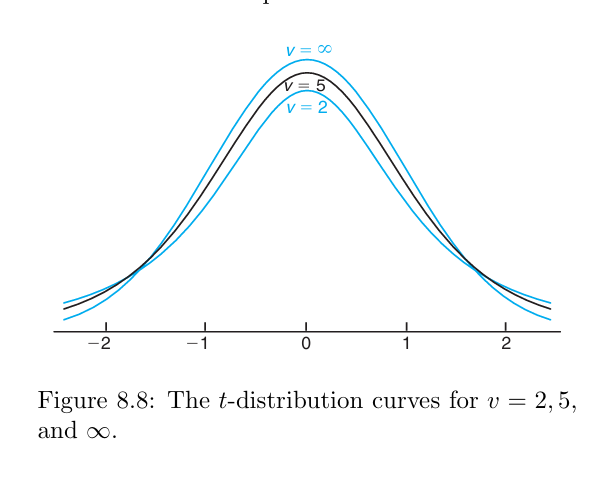 v = ∞
v = 5
v = 2
−2 −1 0 1 2
Figure 8.8: The t-distribution curves for v = 2, 5,
and ∞.